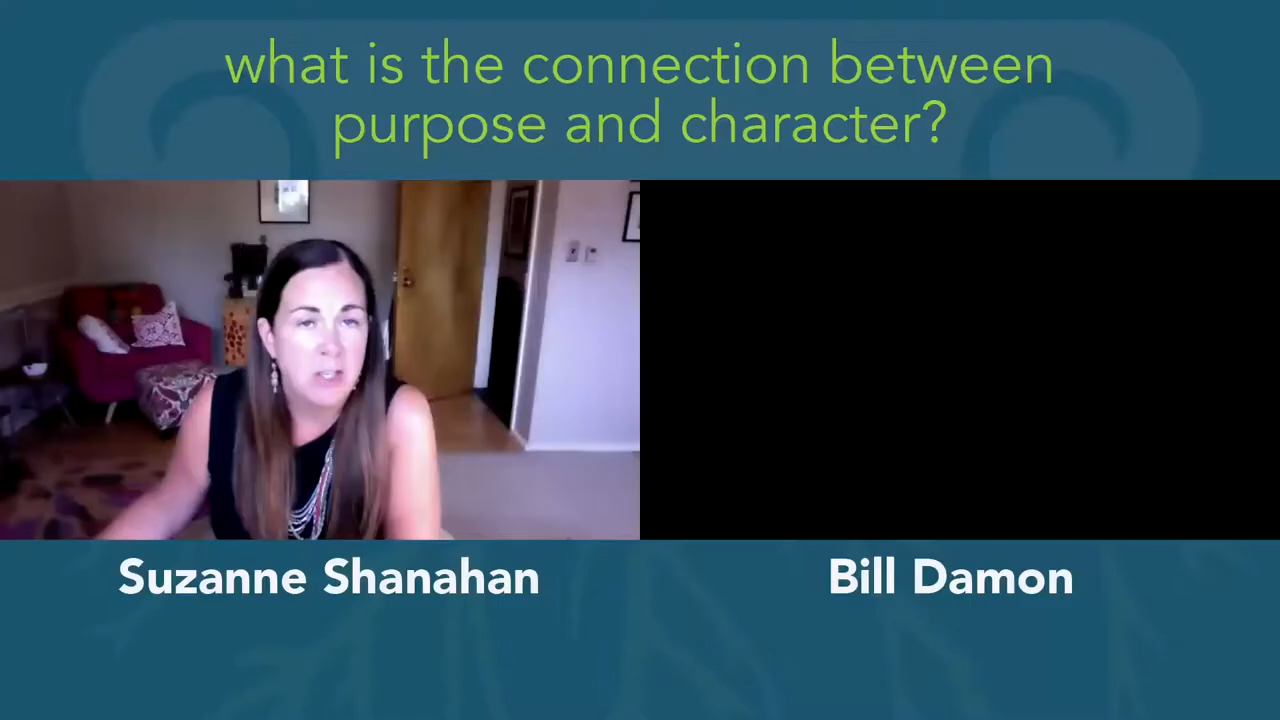 what is the connection between
purpose and character?
Suzanne Shanahan
Bill Damon